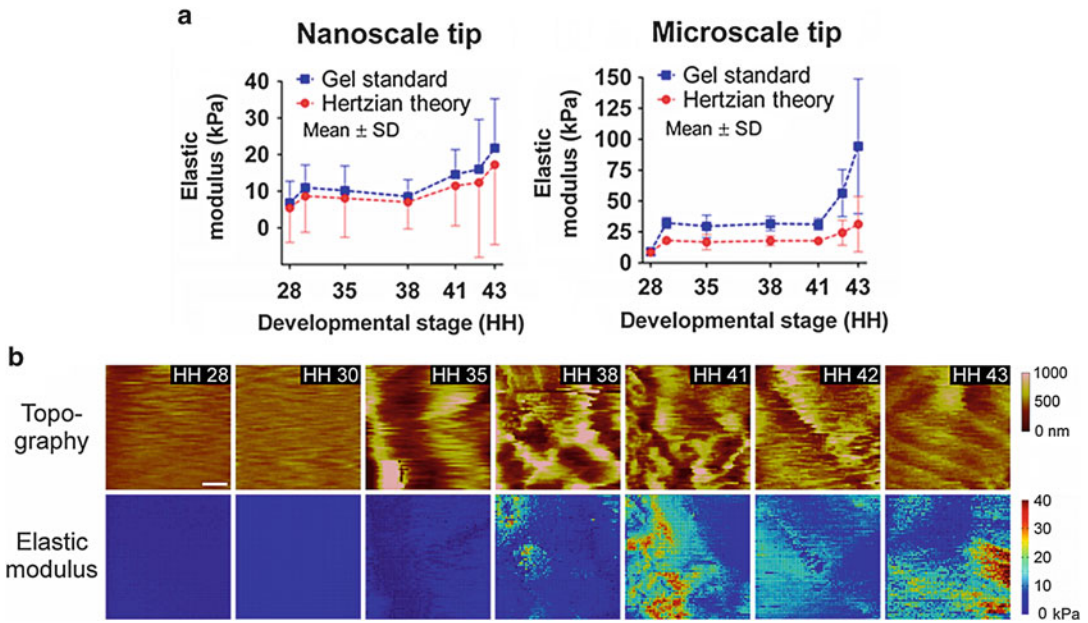 a
Nanoscale tip
Gel standard
Hertzian theory
Mean ± SD
Elastic
modulus (kPa)
40
30
20
10
0
28 35 38 41 43
Developmental stage (HH)
Microscale tip
Gel standard
Hertzian theory
Mean ± SD
Elastic
modulus (kPa)
150
125
100
75
50
25
0
28 35 38 41 43
Developmental stage (HH)
b
Topo-
graphy
HH 28 HH 30 HH 35 HH 38 HH 41 HH 42 HH 43
1000
500
0 nm
Elastic
modulus
40
30
20
10
0 kPa